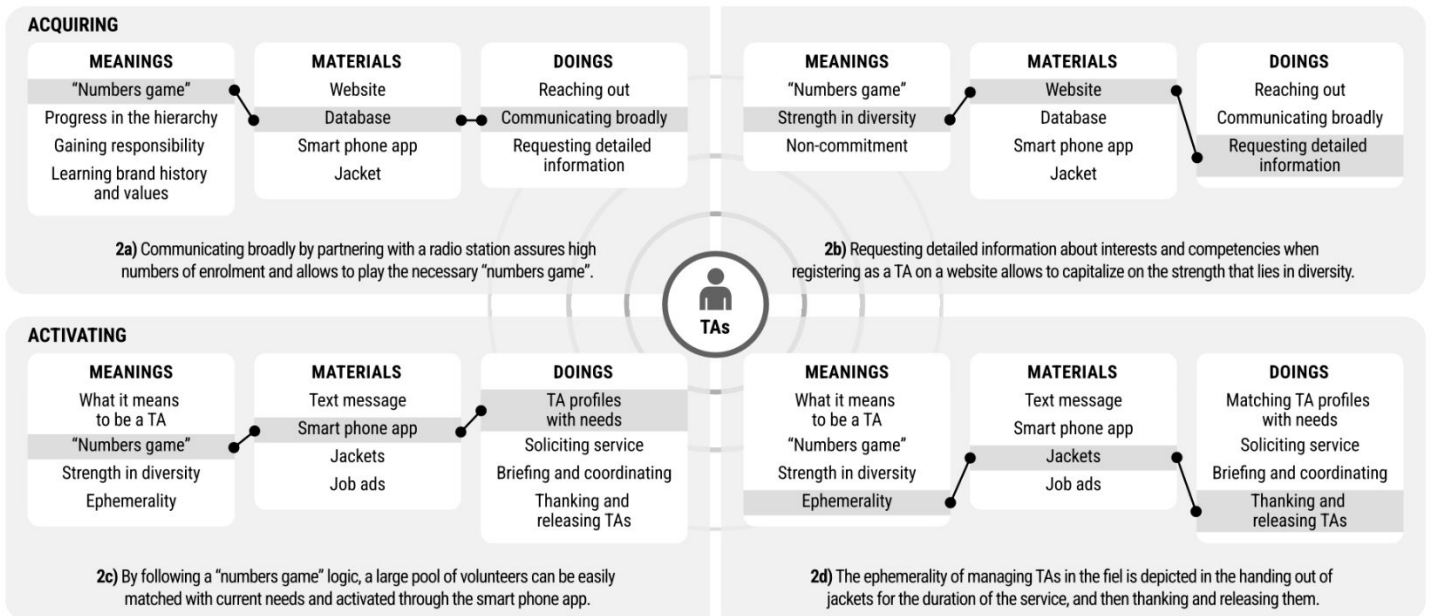 ACQUIRING
MEANINGS
“Numbers game”
Progress in the hierarchy
Gaining responsibility
Learning brand history
and values
MATERIALS
Website
Database
Smart phone app
Jacket
DOINGS
Reaching out
Communicating broadly
Requesting detailed
information
2a) Communicating broadly by partnering with a radio station assures high
numbers of enrolment and allows to play the necessary “numbers game”.
MEANINGS
“Numbers game”
Strength in diversity
Non-commitment
MATERIALS
Website
Database
Smart phone app
Jacket
DOINGS
Reaching out
Communicating broadly
Requesting detailed
information
2b) Requesting detailed information about interests and competencies when
registering as a TA on a website allows to capitalize on the strength that lies in diversity.
TAs
ACTIVATING
MEANINGS
What it means
to be a TA
“Numbers game”
Strength in diversity
Ephemerality
MATERIALS
Text message
Smart phone app
Jackets
Job ads
DOINGS
TA profiles
with needs
Soliciting service
Briefing and coordinating
Thanking and
releasing TAs
2c) By following a “numbers game” logic, a large pool of volunteers can be easily
matched with current needs and activated through the smart phone app.
MEANINGS
What it means
to be a TA
“Numbers game”
Strength in diversity
Ephemerality
MATERIALS
Text message
Smart phone app
Jackets
Job ads
DOINGS
Matching TA profiles
with needs
Soliciting service
Briefing and coordinating
Thanking and
releasing TAs
2d) The ephemerality of managing TAs in the fiel is depicted in the handing out of
jackets for the duration of the service, and then thanking and releasing them.